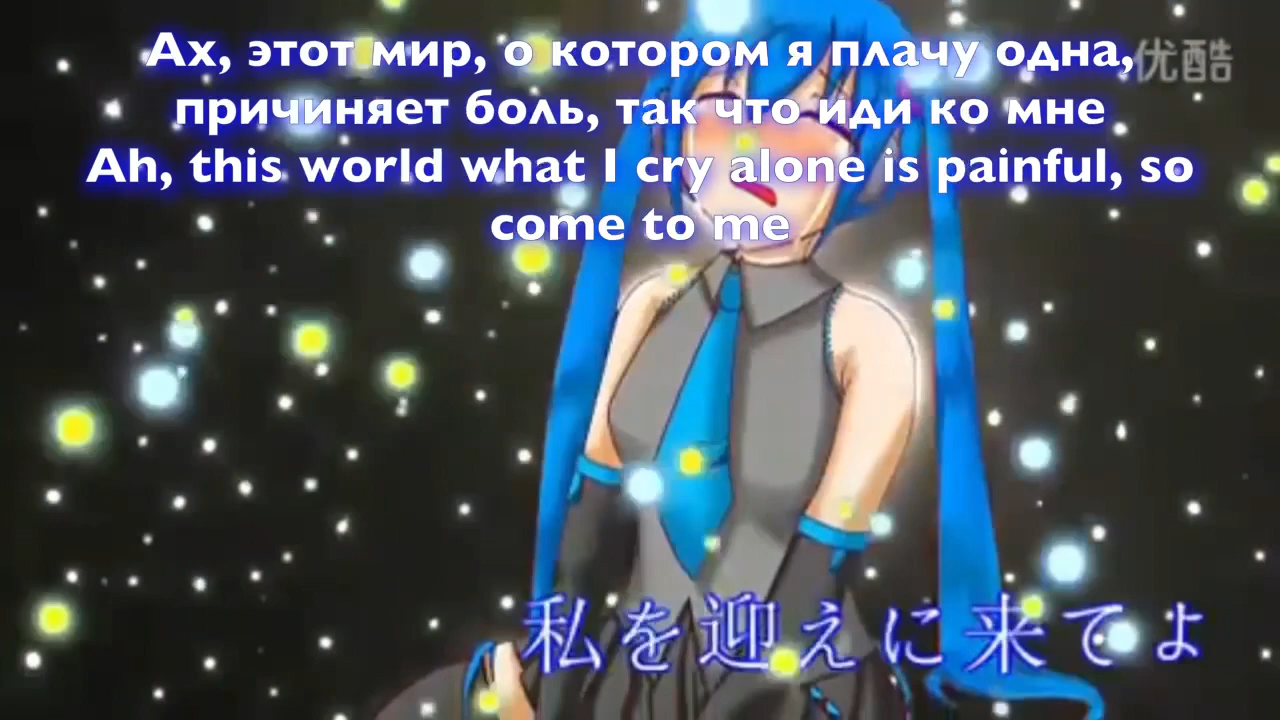 Ах, этот мир, о котором я плачу одна,
优酷
причиняет боль, так что иди ко мне
Ah, this world what I cry alone is painful, so
come to me
私を迎えに来てよ